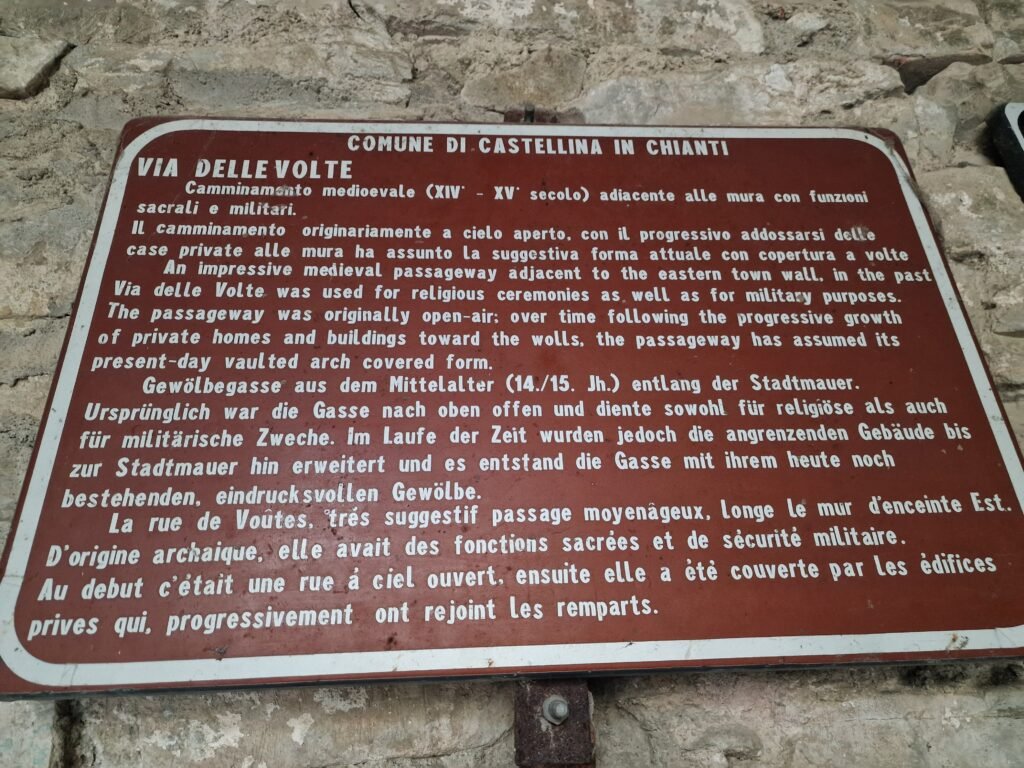 COMUNE DI CASTELLINA IN CHIANTI
VIA DELLE VOLTE
Camminamento medioevale (XIV° - XV° secolo) adiacente alle mura con funzioni
sacrali e militari.
Il camminamento originariamente a cielo aperto, con il progressivo addossarsi delle
case private alle mura ha assunto la suggestiva forma attuale con copertura a volte
An impressive medieval passageway adjacent to the eastern town wall, in the past
Via delle Volte was used for religious ceremonies as well as for military purposes.
The passageway was originally open-air; over time following the progressive growth
of private homes and buildings toward the wolls, the passageway has assumed its
present-day vaulted arch covered form.
Gewölbegasse aus dem Mittelalter (14./15. Jh.) entlang der Stadtmauer.
Ursprünglich war die Gasse nach oben offen und diente sowohl für religiöse als auch
für militärische Zweche. Im Laufe der Zeit wurden jedoch die angrenzenden Gebäude bis
zur Stadtmauer hin erweitert und es entstand die Gasse mit ihrem heute noch
bestehenden, eindrucksvollen Gewölbe.
La rue de Voûtes, trés suggestif passage moyenâgeux, longe le mur d'enceinte Est.
D'origine archaique, elle avait des fonctions sacrées et de sécurité militaire.
Au debut c'était une rue á ciel ouvert, ensuite elle a été couverte par les édifices
prives qui, progressivement ont rejoint les remparts.